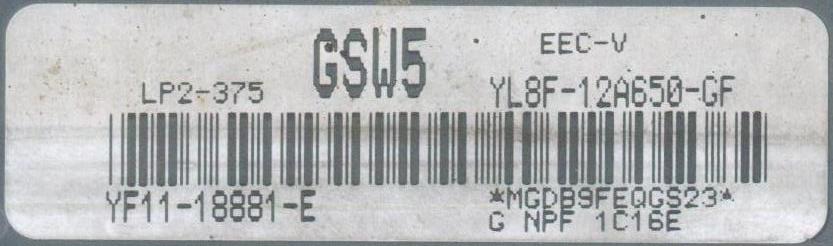 GSW5 EEC-V
LP2-375 YL8F-12A650-GF
YF11-18881-E *MGDB9FEQGS23*
G NPF 1C16E